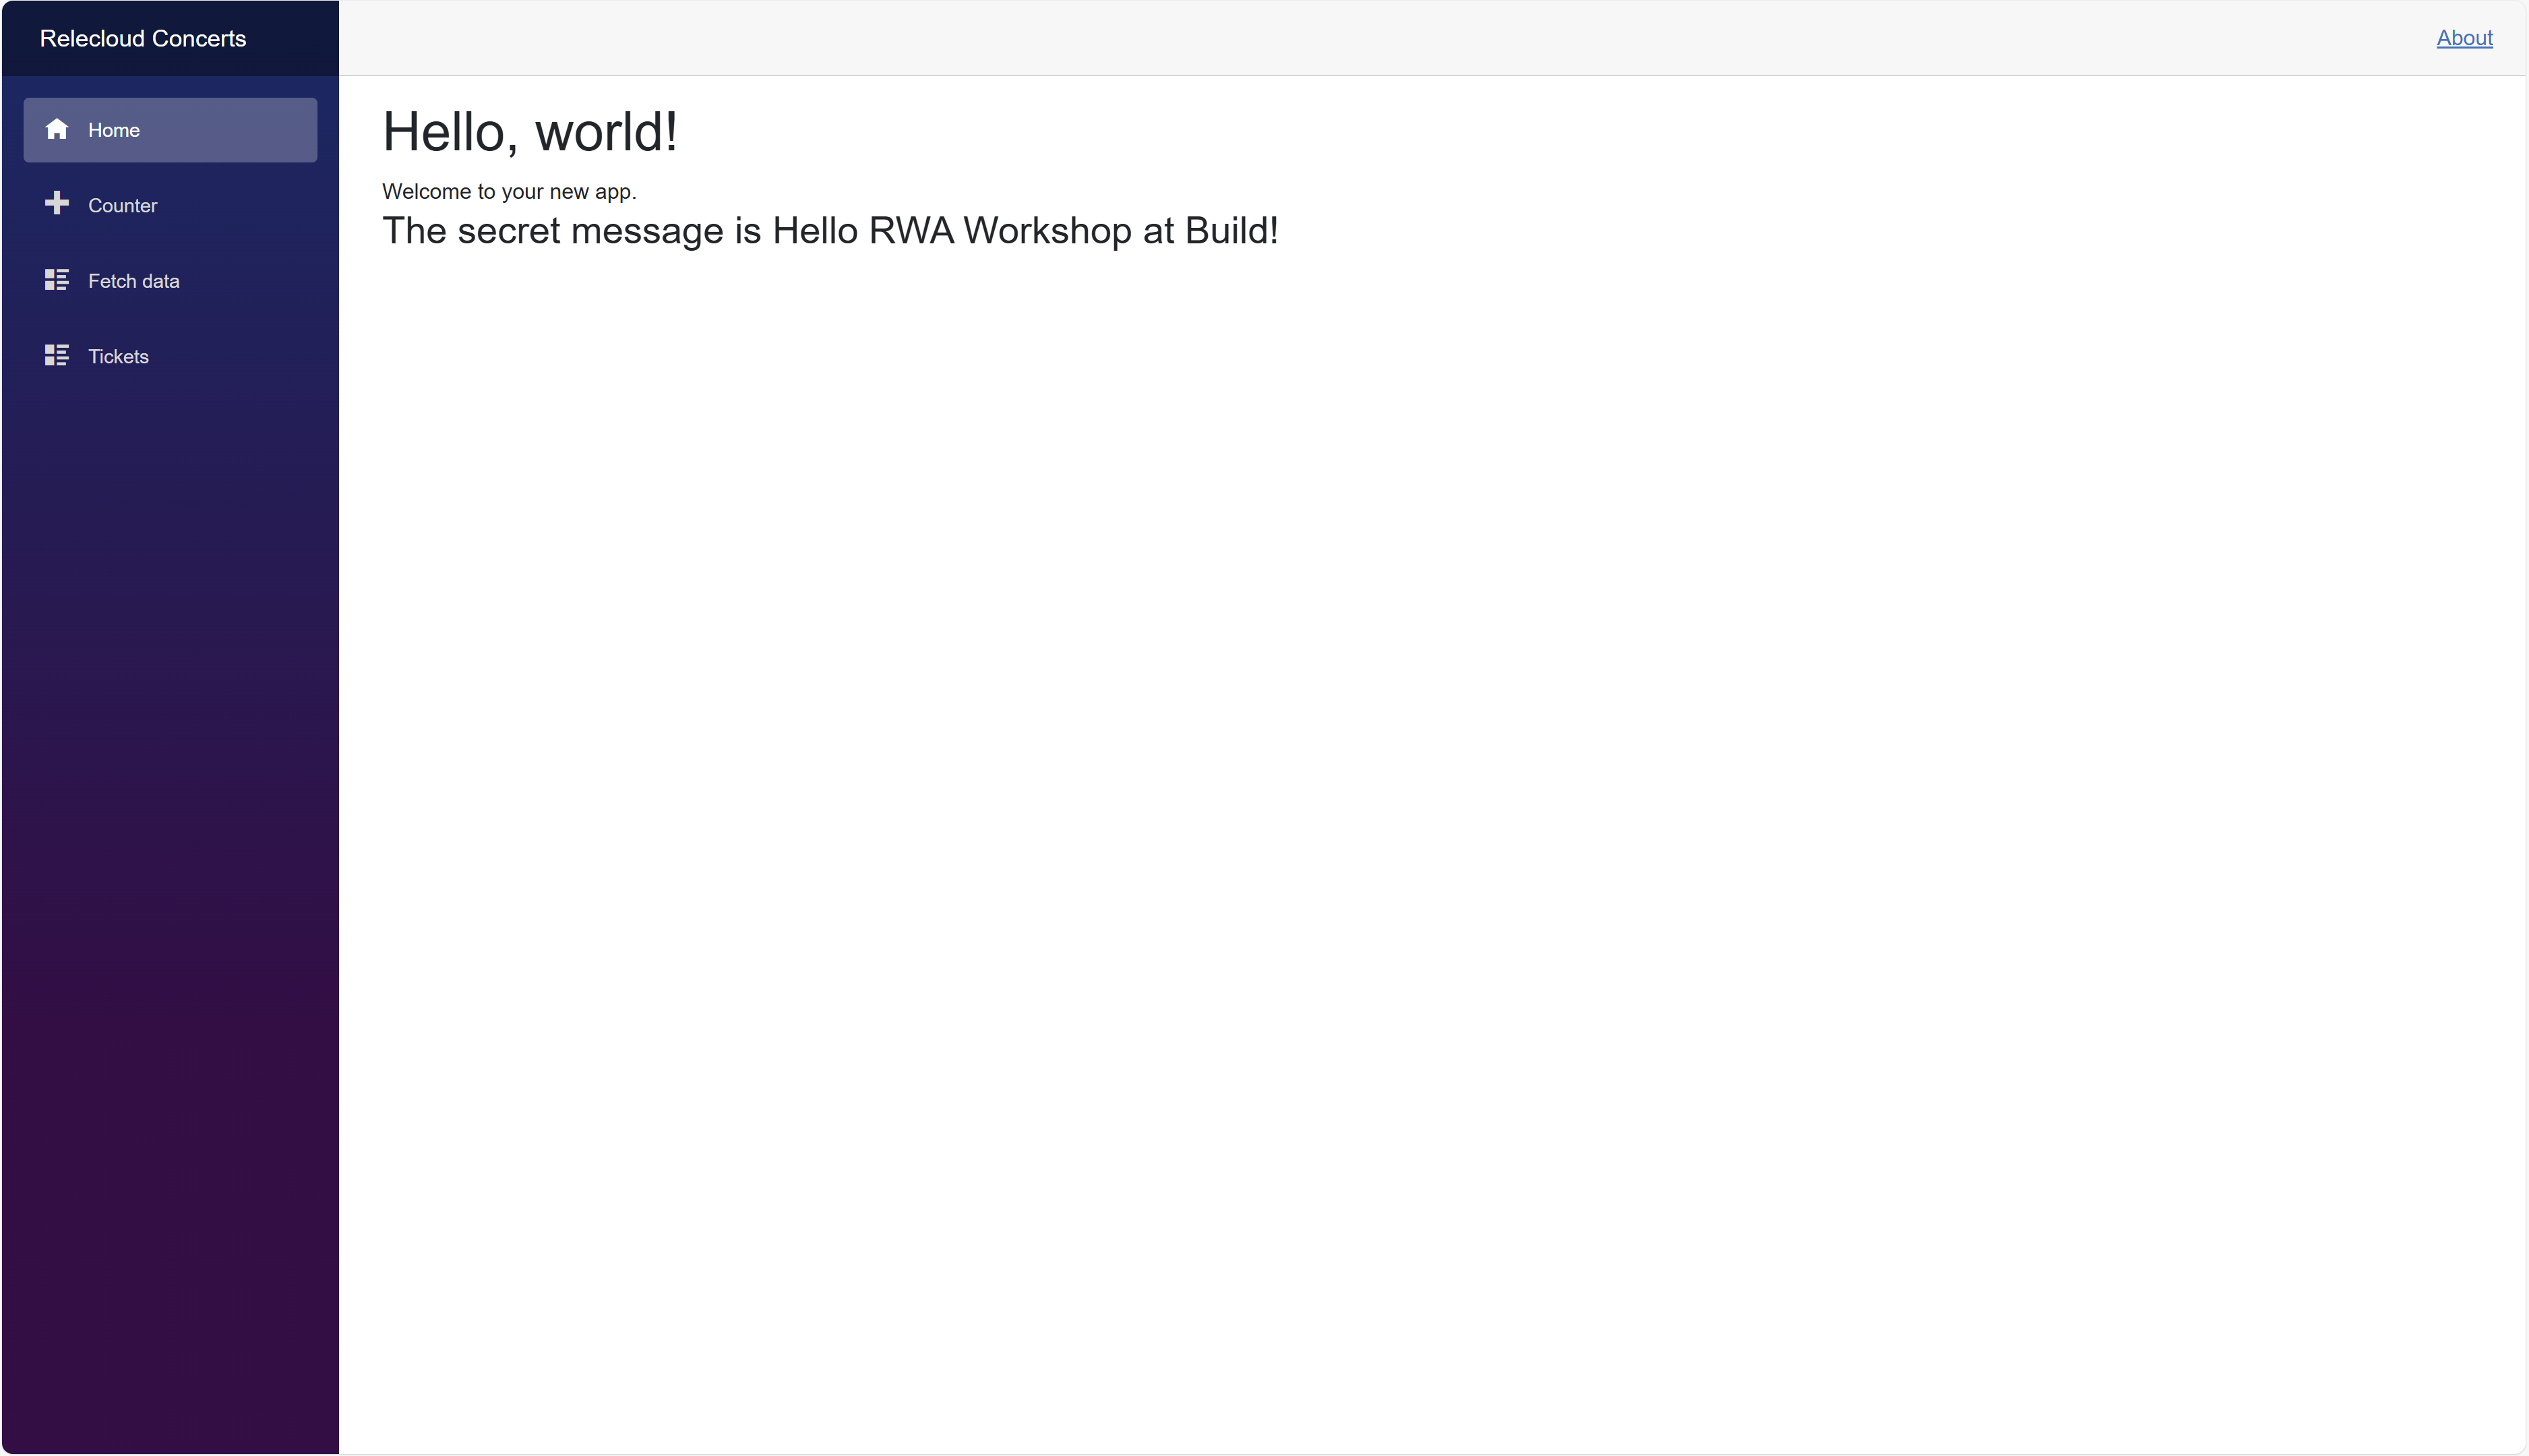 Relecloud Concerts
About
Home
Counter
Fetch data
Tickets
Hello, world!
Welcome to your new app.
The secret message is Hello RWA Workshop at Build!